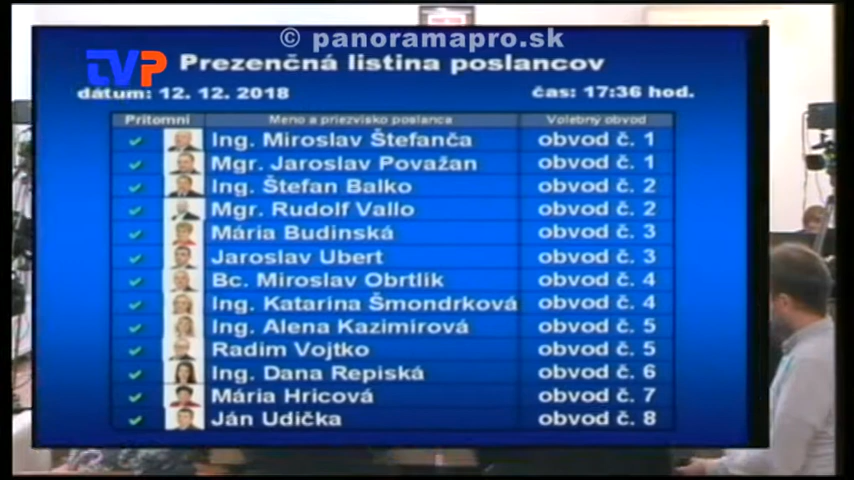 © panoramapro.sk
TVP Prezenčná listina poslancov
dátum: 12. 12. 2018 čas: 17:36 hod.
Prítomní Meno a priezvisko poslanca Volebný obvod
Ing. Miroslav Štefanča obvod č. 1
Mgr. Jaroslav Považan obvod č. 1
Ing. Štefan Balko obvod č. 2
Mgr. Rudolf Vallo obvod č. 2
Mária Budinská obvod č. 3
Jaroslav Ubert obvod č. 3
Bc. Miroslav Obrtlík obvod č. 4
Ing. Katarína Šmondrková obvod č. 4
Ing. Alena Kazimírová obvod č. 5
Radim Vojtko obvod č. 5
Ing. Dana Repiská obvod č. 6
Mária Hricová obvod č. 7
Ján Udička obvod č. 8